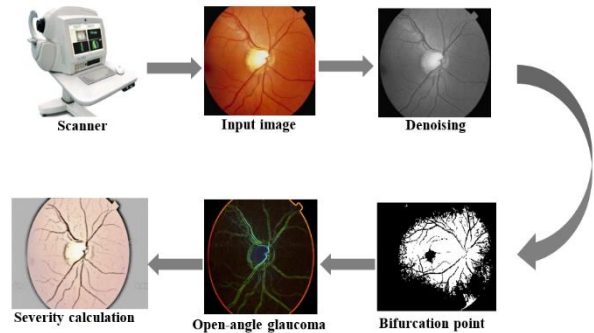 Scanner
Input image
Denoising
Severity calculation
Open-angle glaucoma
Bifurcation point